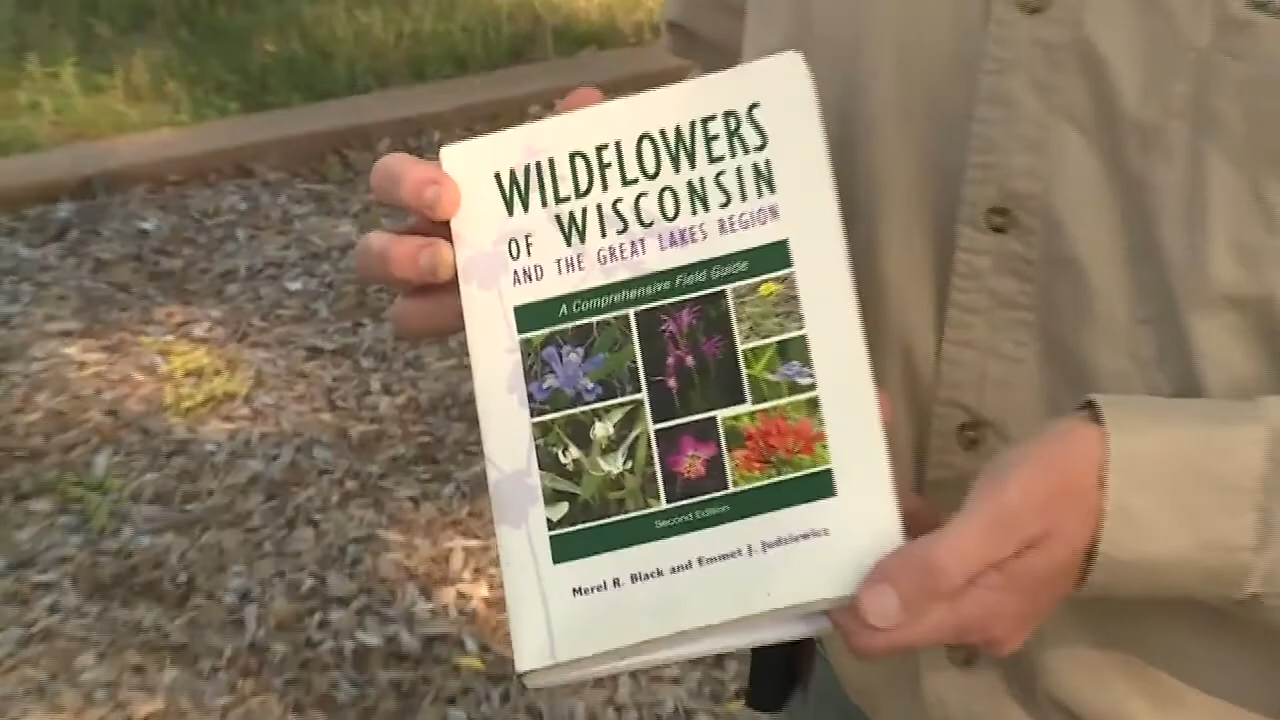 WILDFLOWERS
OF WISCONSIN
AND THE GREAT LAKES REGION
A Comprehensive Field Guide
Second Edition
Merel R. Black and Emmet J. Judziewicz